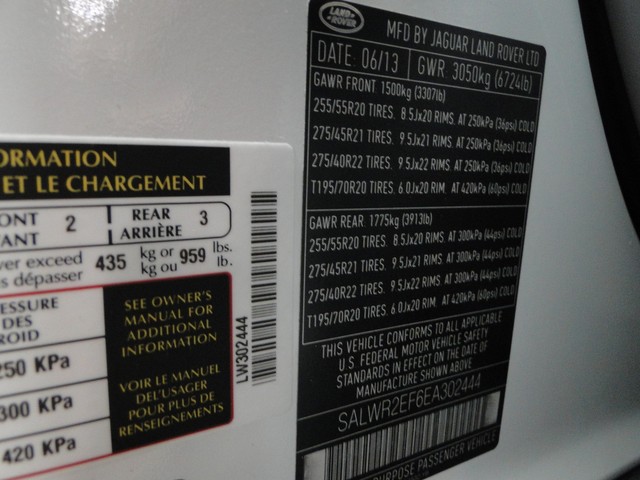 ORMATION
ET LE CHARGEMENT
ONT 2 REAR 3
ANT ARRIÈRE
ver exceed 435 kg or 959 lbs.
s dépasser kg ou lb.
ESSURE
DES
ROID
250 KPa
300 KPa
420 KPa
SEE OWNER'S
MANUAL FOR
ADDITIONAL
INFORMATION
VOIR LE MANUEL
DEL'USAGER
POUR PLUS DE
RENSEIGNEMENTS
LW302444
LAND
ROVER
MFD BY JAGUAR LAND ROVER LTD
DATE: 06/13 GWR: 3050kg (6724lb)
GAWR FRONT 1500kg (3307lb)
255/55R20 TIRES. 8 5Jx20 RIMS. AT 250kPa (36psi) COLD
275/45R21 TIRES. 9 5Jx21 RIMS. AT 250kPa (36psi) COLD
275/40R22 TIRES. 9 5Jx22 RIMS. AT 250kPa (36psi) COLD
T195/70R20 TIRES. 6 0Jx20 RIM. AT 420kPa (60psi) COLD
GAWR REAR: 1775kg (3913lb)
255/55R20 TIRES. 8 5Jx20 RIMS. AT 300kPa (44psi) COLD
275/45R21 TIRES. 9 5Jx21 RIMS. AT 300kPa (44psi) COLD
275/40R22 TIRES. 9 5Jx22 RIMS. AT 300kPa (44psi) COLD
T195/70R20 TIRES. 6 0Jx20 RIM. AT 420kPa (60psi) COLD
THIS VEHICLE CONFORMS TO ALL APPLICABLE
U.S. FEDERAL MOTOR VEHICLE SAFETY
STANDARDS IN EFFECT ON THE DATE OF
MANUFACTURE SHOWN ABOVE
SALWR2EF6EA302444
PURPOSE PASSENGER VEHICLE